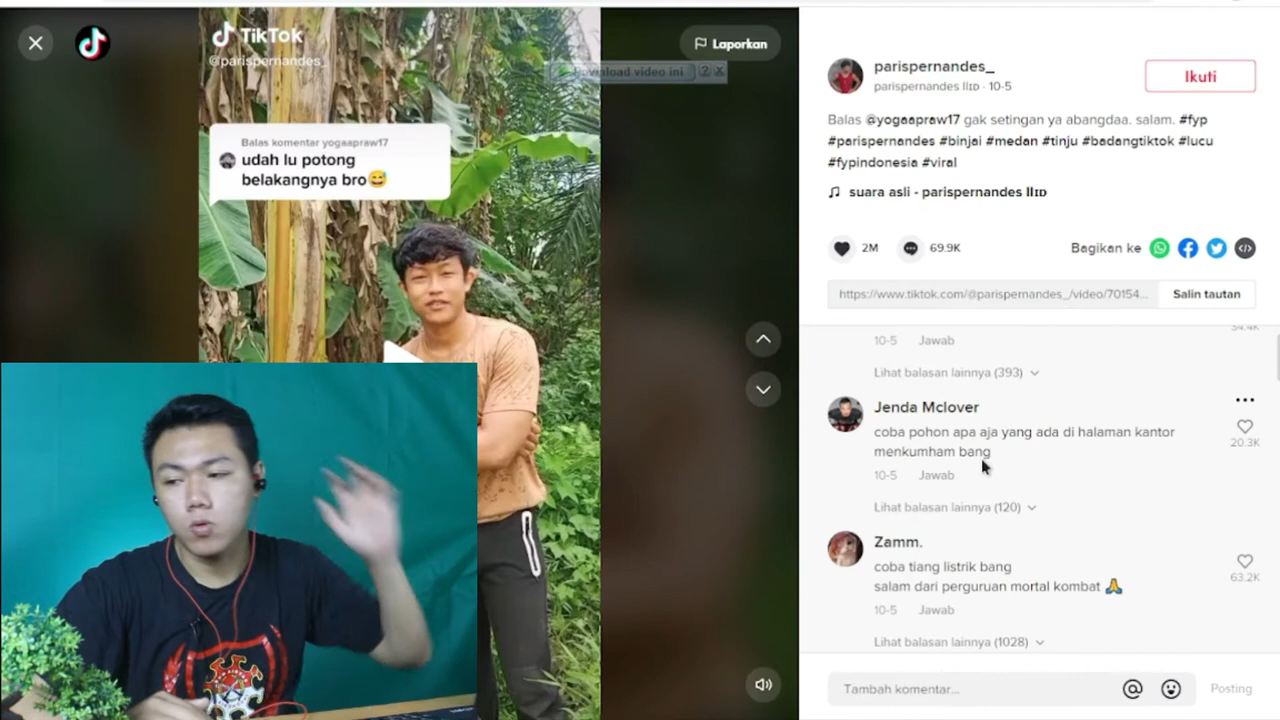 TikTok
@parispernandes_
Laporkan
Download video ini
? X
Balas komentar yogaapraw17
udah lu potong
belakangnya bro😅
parispernandes_
parispernandes llɪᴅ · 10-5
Ikuti
Balas @yogaapraw17 gak setingan ya abangdaa. salam. #fyp
#parispernandes #binjai #medan #tinju #badangtiktok #lucu
#fypindonesia #viral
♫ suara asli - parispernandes llɪᴅ
2M
69.9K
Bagikan ke
https://www.tiktok.com/@parispernandes_/video/70154...
Salin tautan
34.4K
10-5 Jawab
Lihat balasan lainnya (393)
Jenda Mclover
coba pohon apa aja yang ada di halaman kantor
menkumham bang
20.3K
10-5 Jawab
Lihat balasan lainnya (120)
Zamm.
coba tiang listrik bang
salam dari perguruan mortal kombat 🙏
63.2K
10-5 Jawab
Lihat balasan lainnya (1028)
Tambah komentar...
@
Posting